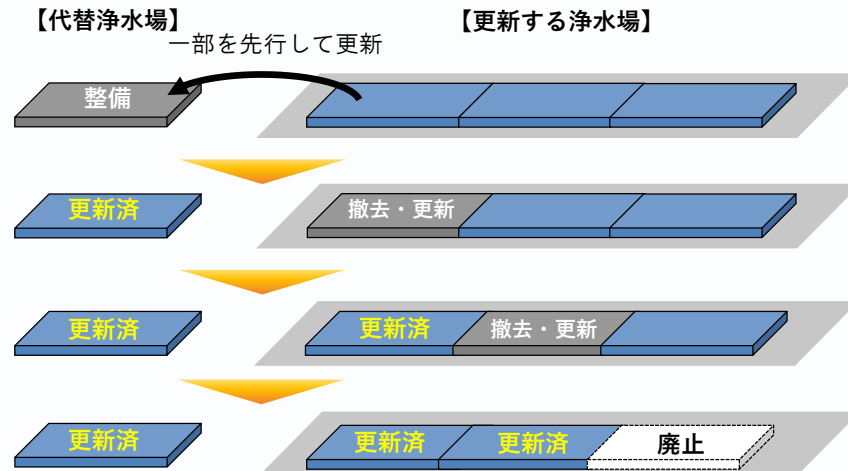 【代替浄水場】
【更新する浄水場】
一部を先行して更新
整備
更新済
撤去・更新
更新済
更新済
撤去・更新
更新済
更新済
更新済
廃止